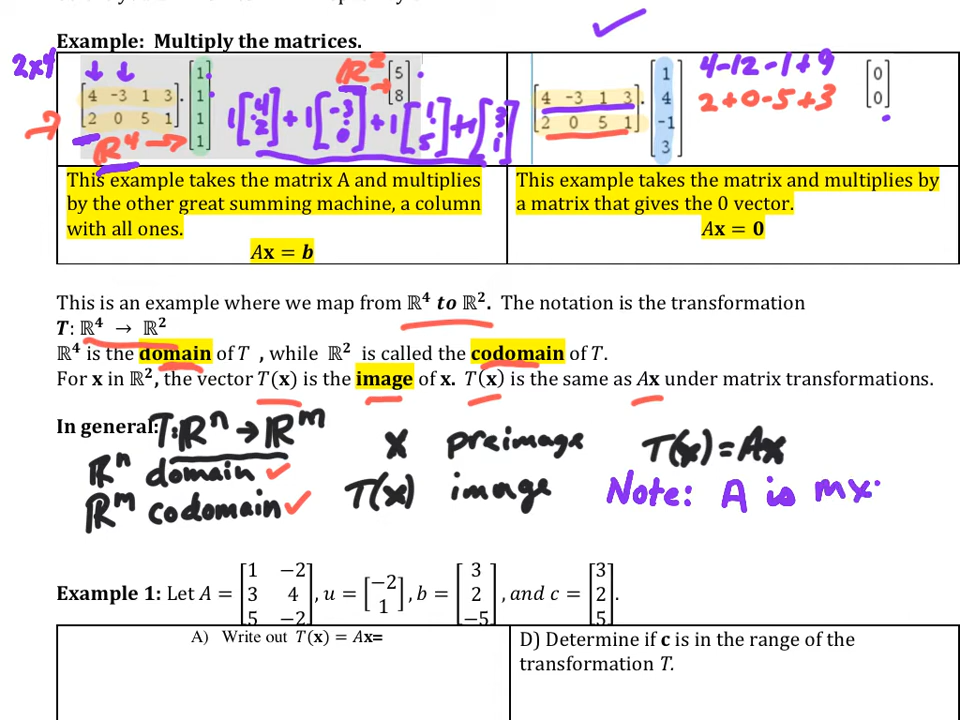 Example: Multiply the matrices.
2x4
[4 -3 1 3
2 0 5 1] . [1
1
1
1]
ℝ² → [5
8]
→ ℝ⁴ →
1[4
2] + 1[-3
0] + 1[1
5] + 1[3
1]
[4 -3 1 3
2 0 5 1] . [1
4
-1
3]
4-12-1+9
2+0-5+3
[0
0]
This example takes the matrix A and multiplies
by the other great summing machine, a column
with all ones.
Ax = b
This example takes the matrix and multiplies by
a matrix that gives the 0 vector.
Ax = 0
This is an example where we map from ℝ⁴ to ℝ². The notation is the transformation
T: ℝ⁴ → ℝ²
ℝ⁴ is the domain of T , while ℝ² is called the codomain of T.
For x in ℝ², the vector T(x) is the image of x. T(x) is the same as Ax under matrix transformations.
In general: T: ℝⁿ → ℝᵐ
ℝⁿ domain
ℝᵐ codomain
x preimage
T(x) image
T(x) = Ax
Note: A is mx
Example 1: Let A = [1 −2
3 4
5 −2], u = [−2
1], b = [3
2
−5], and c = [3
2
5].
A) Write out T(x) = Ax=
D) Determine if c is in the range of the
transformation T.